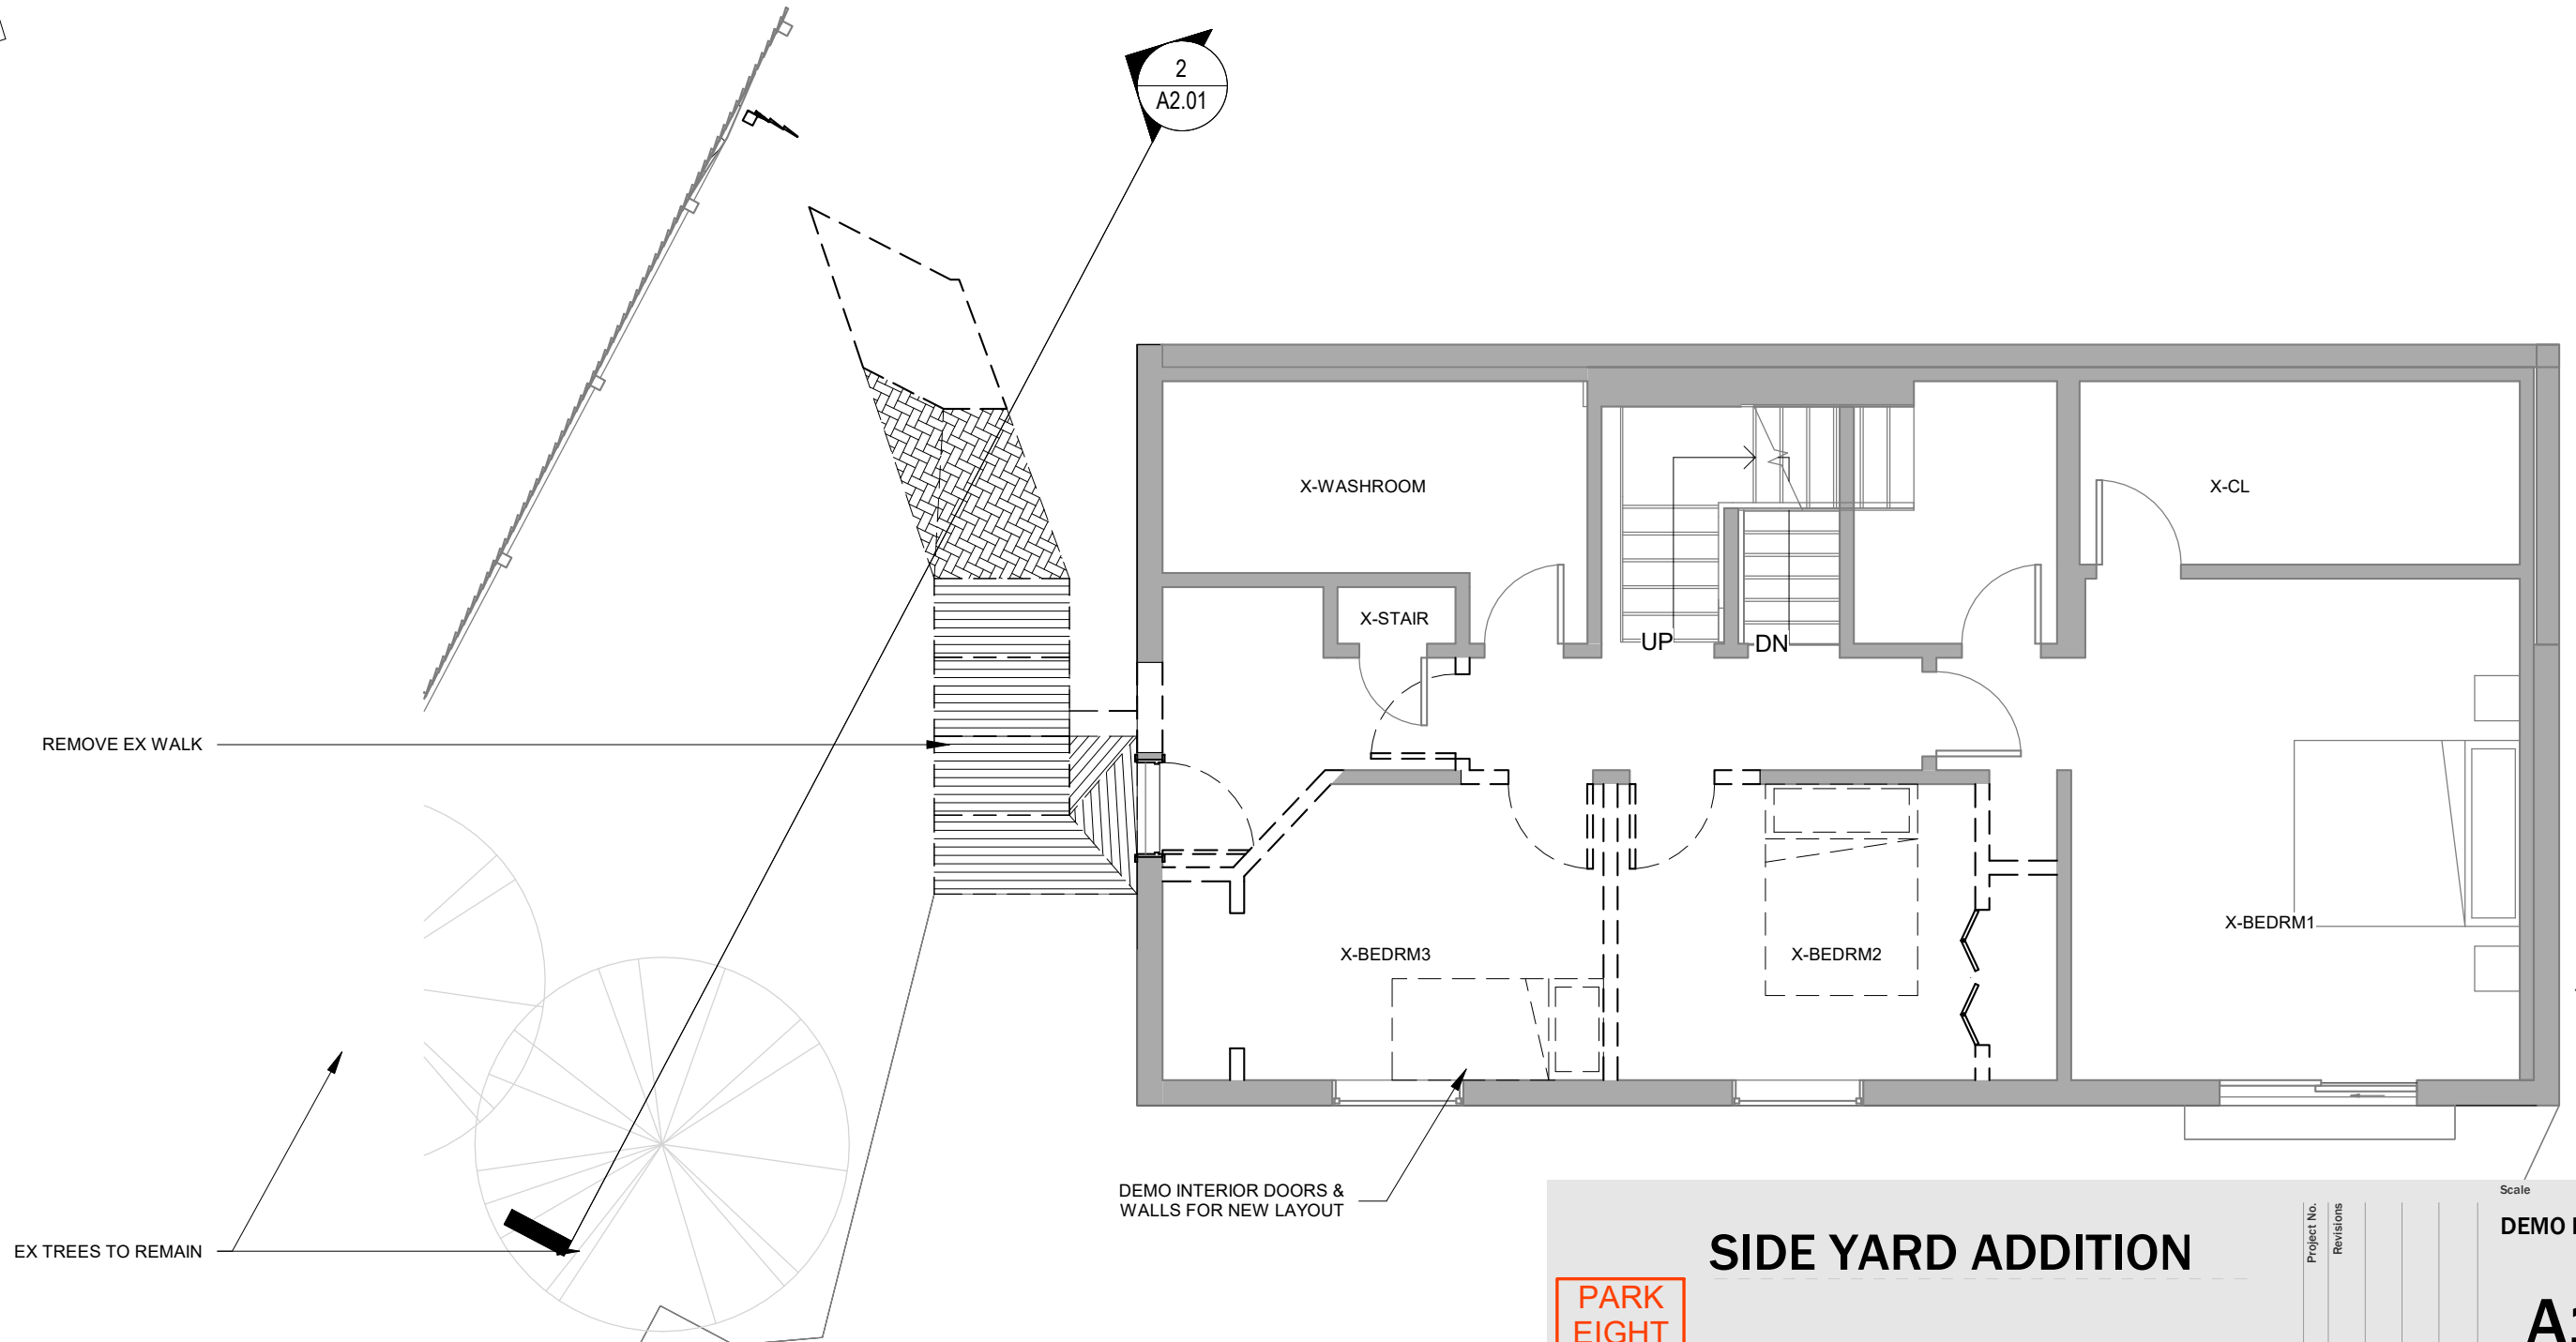 2
A2.01
X-WASHROOM
X-CL
X-STAIR
UP
DN
REMOVE EX WALK
X-BEDRM1
X-BEDRM3
X-BEDRM2
DEMO INTERIOR DOORS &
WALLS FOR NEW LAYOUT
EX TREES TO REMAIN
SIDE YARD ADDITION
PARK
EIGHT
Project No.
Revisions
Scale
DEMO